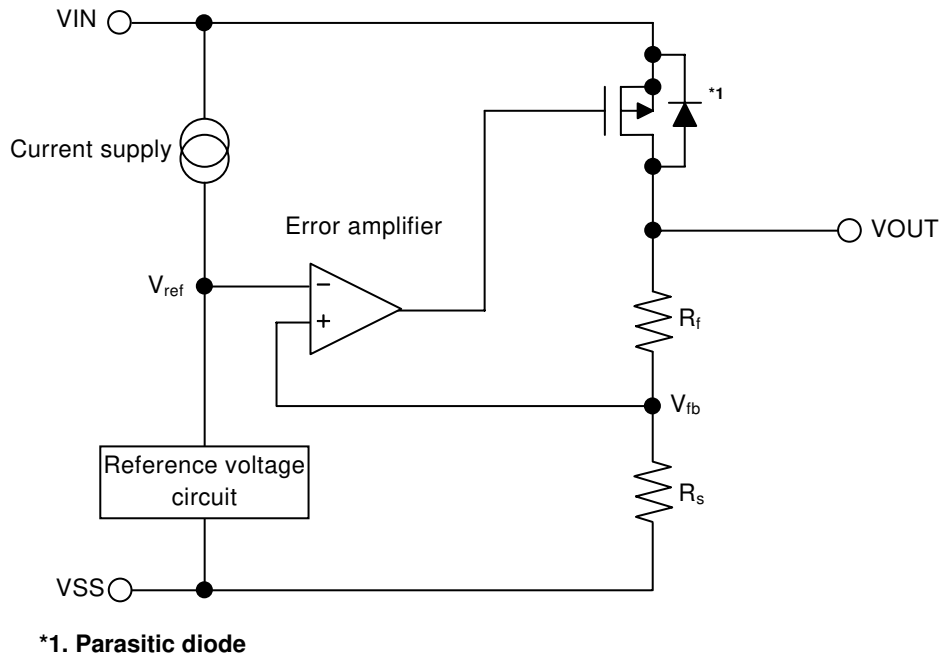 VIN
*1
Current supply
Error amplifier
VOUT
Vref
−
+
Rf
Vfb
Reference voltage
circuit
Rs
VSS
*1. Parasitic diode